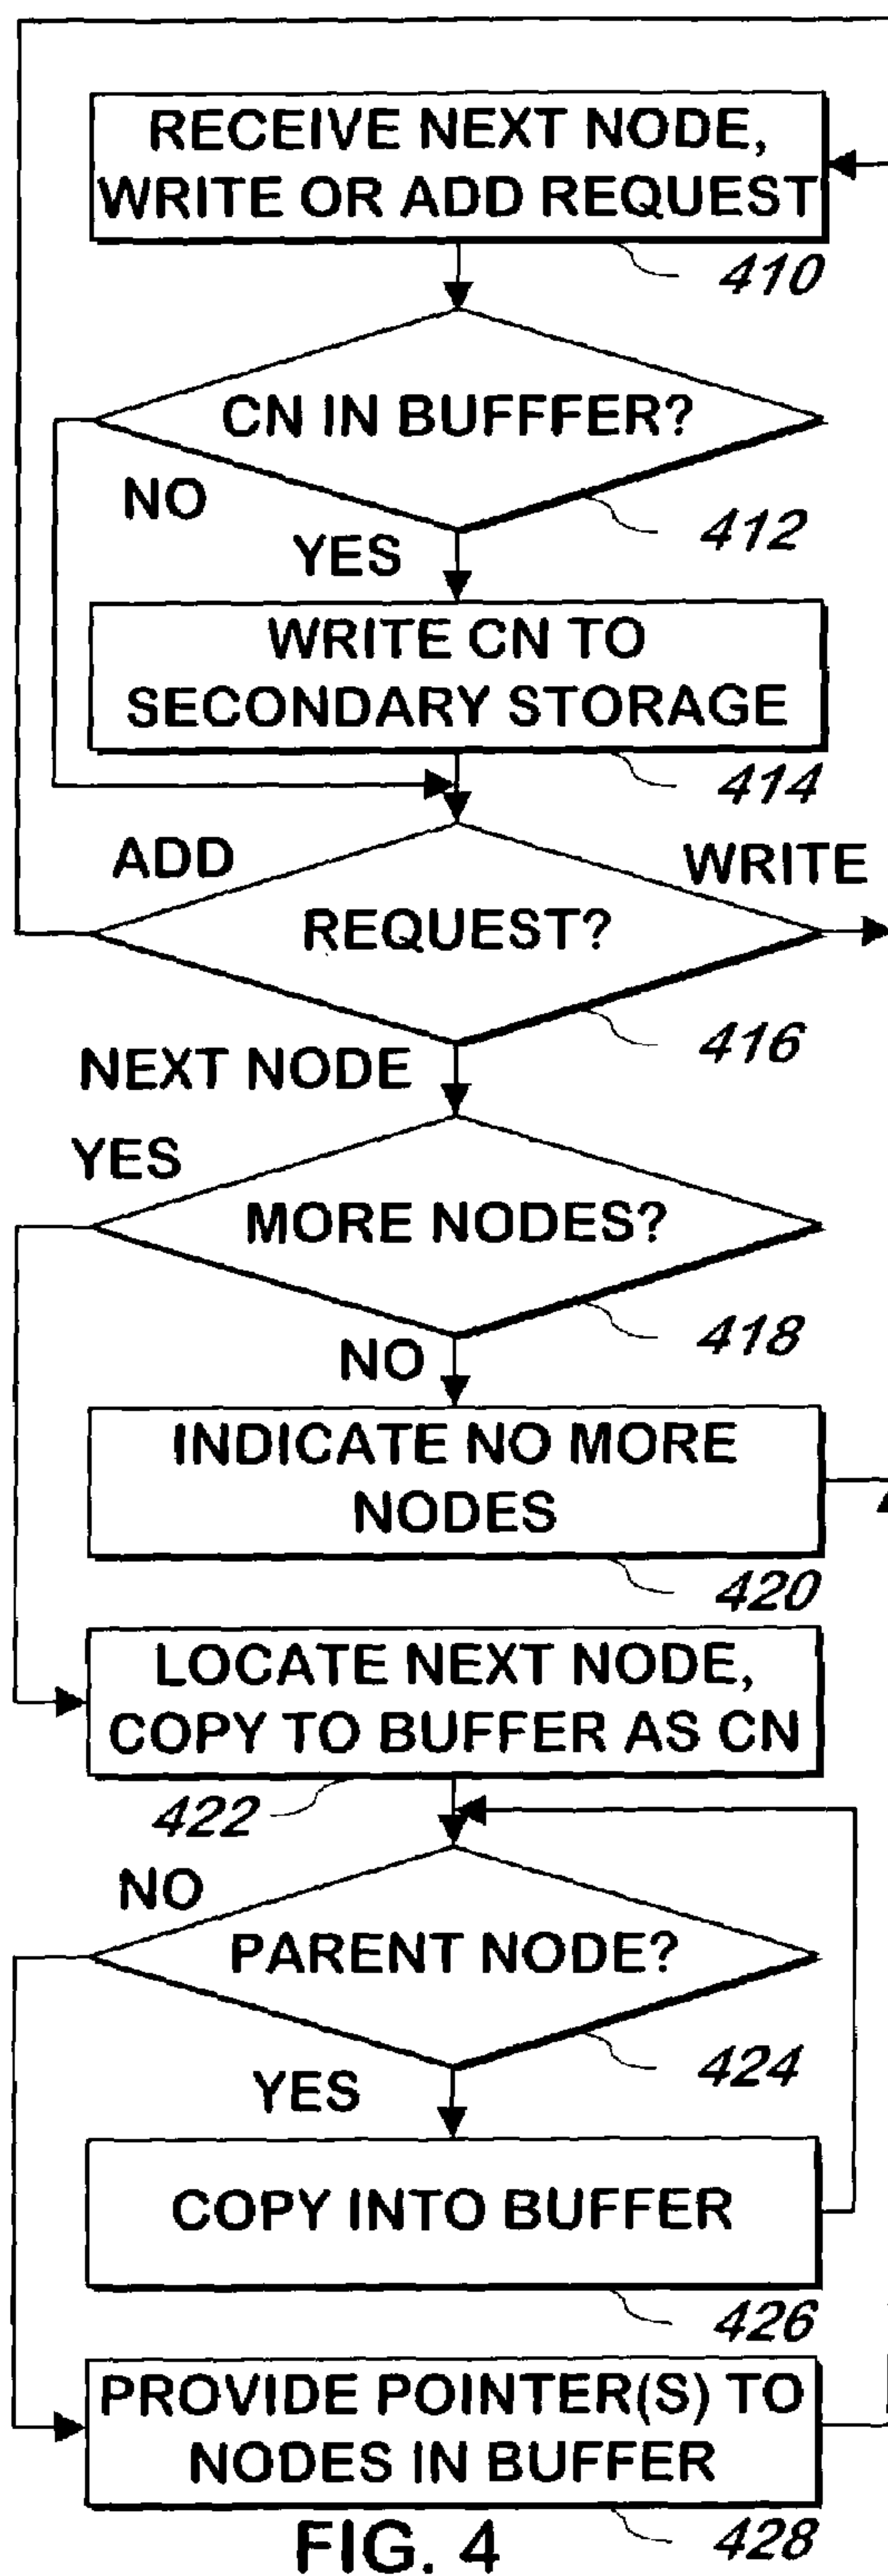 RECEIVE NEXT NODE,
WRITE OR ADD REQUEST
410
CN IN BUFFFER?
NO
412
YES
WRITE CN TO
SECONDARY STORAGE
414
ADD
WRITE
REQUEST?
416
NEXT NODE
YES
MORE NODES?
418
NO
INDICATE NO MORE
NODES
420
LOCATE NEXT NODE,
COPY TO BUFFER AS CN
422
NO
PARENT NODE?
424
YES
COPY INTO BUFFER
426
PROVIDE POINTER(S) TO
NODES IN BUFFER
428
FIG. 4